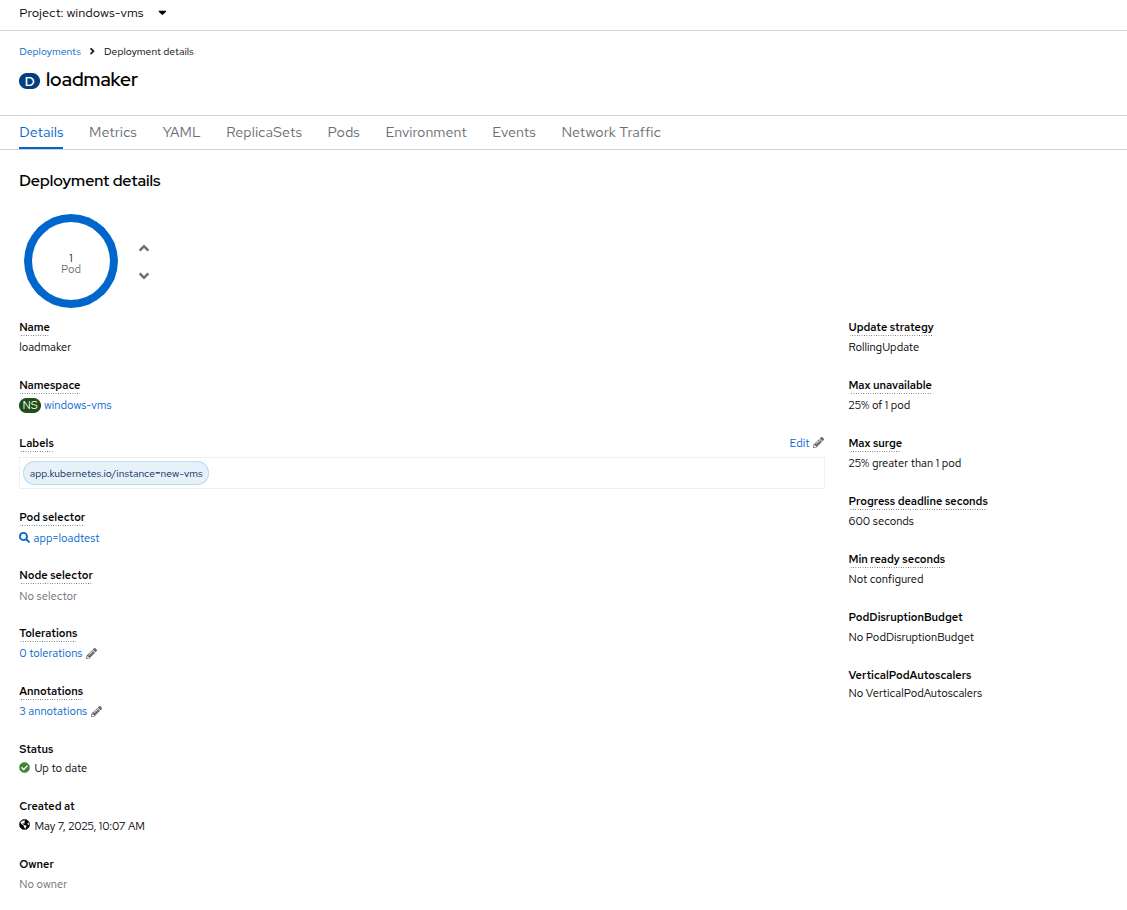 Project: windows-vms
Deployments > Deployment details
D loadmaker
Details Metrics YAML ReplicaSets Pods Environment Events Network Traffic
Deployment details
1
Pod
Name
loadmaker
Namespace
NS windows-vms
Labels
Edit
app.kubernetes.io/instance=new-vms
Pod selector
app=loadtest
Node selector
No selector
Tolerations
0 tolerations
Annotations
3 annotations
Status
Up to date
Created at
May 7, 2025, 10:07 AM
Owner
No owner
Update strategy
RollingUpdate
Max unavailable
25% of 1 pod
Max surge
25% greater than 1 pod
Progress deadline seconds
600 seconds
Min ready seconds
Not configured
PodDisruptionBudget
No PodDisruptionBudget
VerticalPodAutoscalers
No VerticalPodAutoscalers